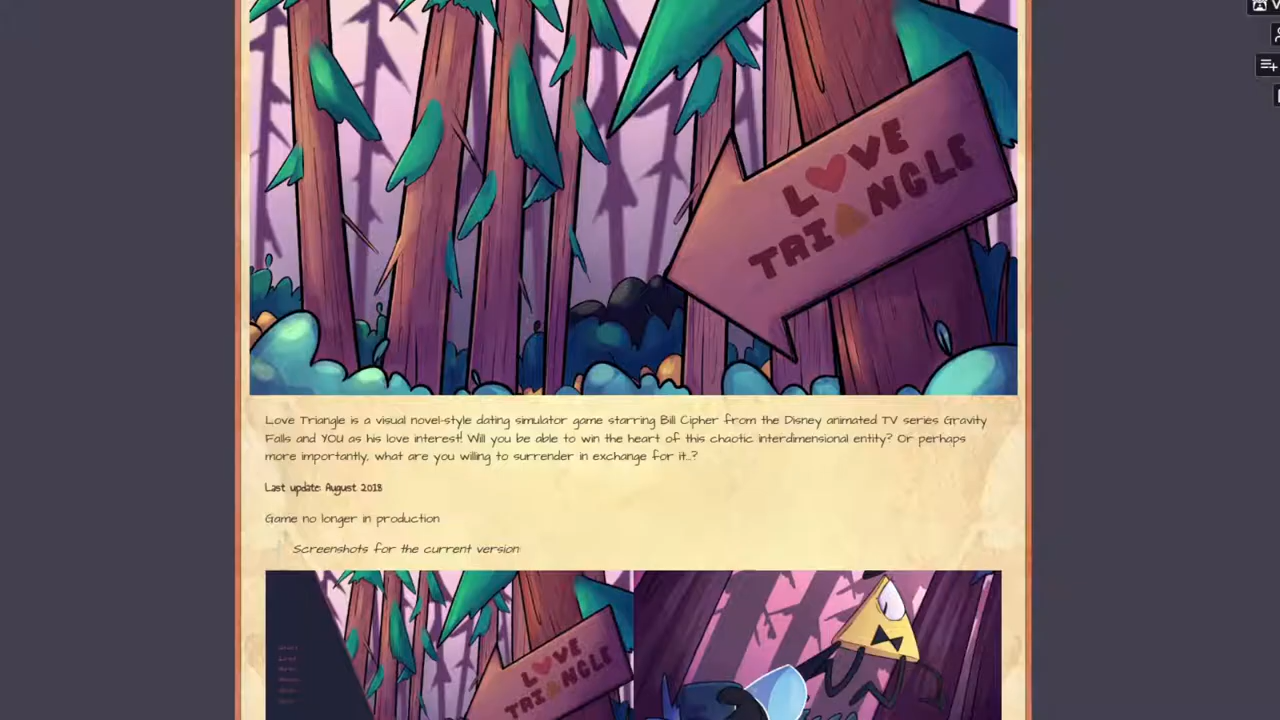 LOVE
TRIANGLE
Love Triangle is a visual novel-style dating simulator game starring Bill Cipher from the Disney animated TV series Gravity
Falls and YOU as his love interest! Will you be able to win the heart of this chaotic interdimensional entity? Or perhaps
more importantly, what are you willing to surrender in exchange for it..?
Last update: August 2018
Game no longer in production
Screenshots for the current version:
LOVE
TRIANGLE